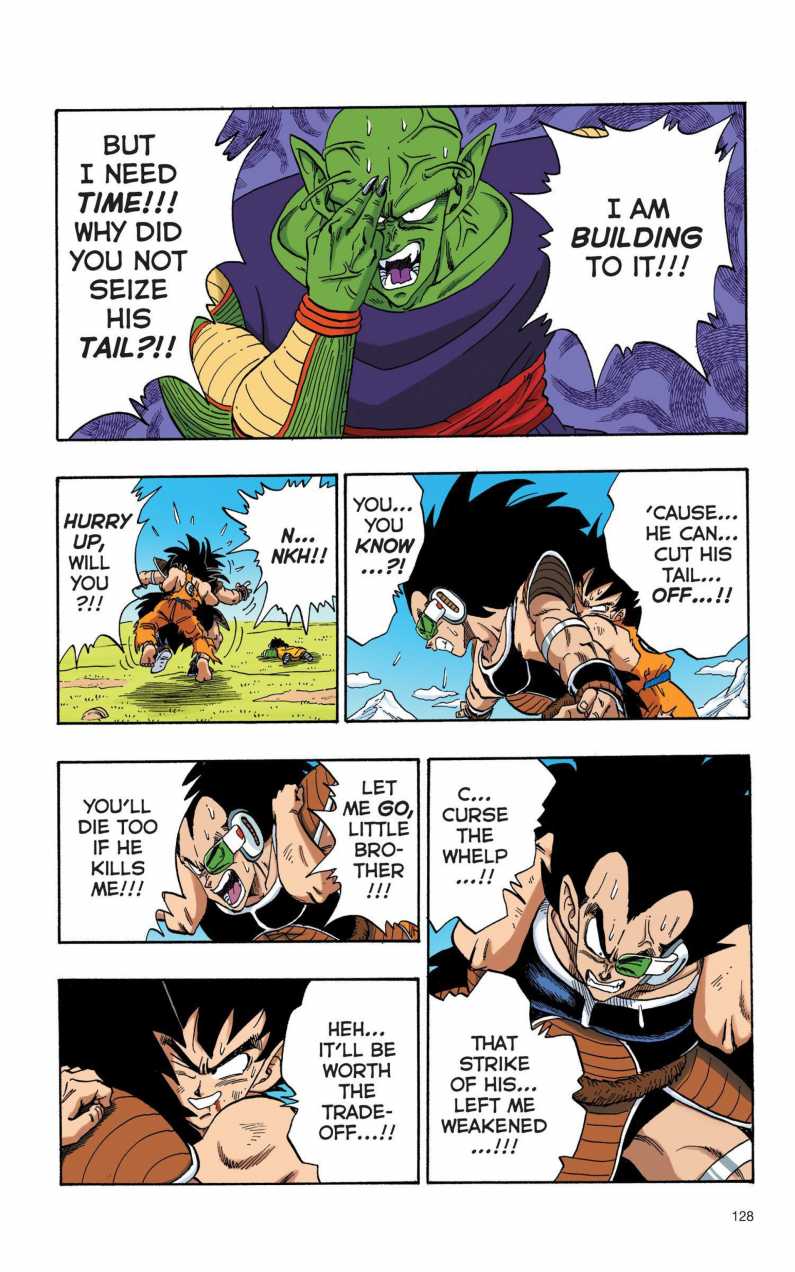 I AM
BUILDING
TO IT!!!
BUT
I NEED
TIME!!!
WHY DID
YOU NOT
SEIZE
HIS
TAIL?!!
'CAUSE...
HE CAN...
CUT HIS
TAIL...
OFF...!!
YOU...
YOU
KNOW
...?!
N...
NKH!!
HURRY
UP,
WILL
YOU
?!!
C...
CURSE
THE
WHELP
...!!
THAT
STRIKE
OF HIS...
LEFT ME
WEAKENED
...!!!
LET
ME GO,
LITTLE
BRO-
THER
!!!
YOU'LL
DIE TOO
IF HE
KILLS
ME!!!
HEH...
IT'LL BE
WORTH
THE
TRADE-
OFF...!!
128